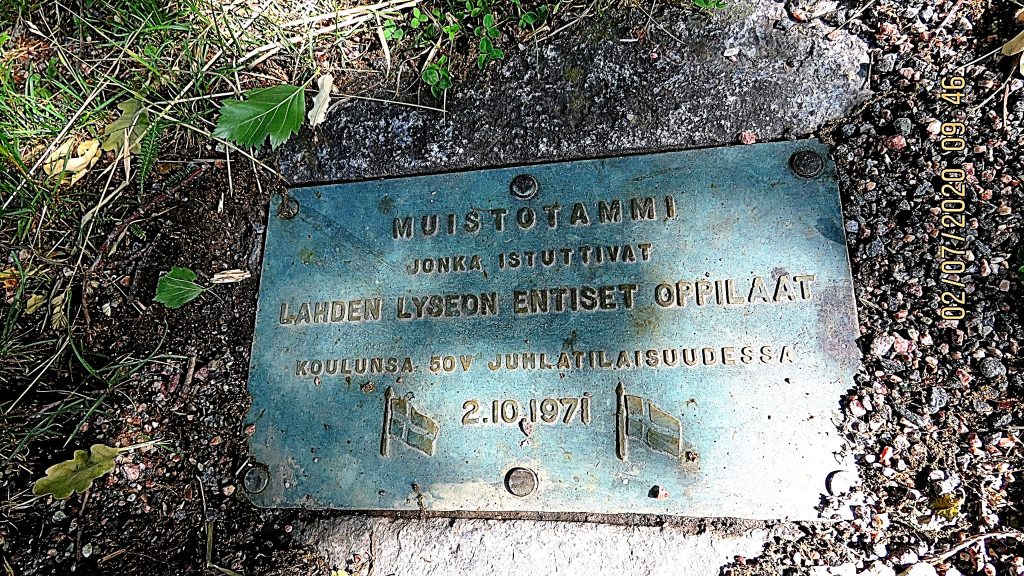 MUISTOTAMMI
JONKA ISTUTTIVAT
LAHDEN LYSEON ENTISET OPPILAAT
KOULUNSA 50V JUHLATILAISUUDESSA
2.10.1971
02/07/2020 09:46